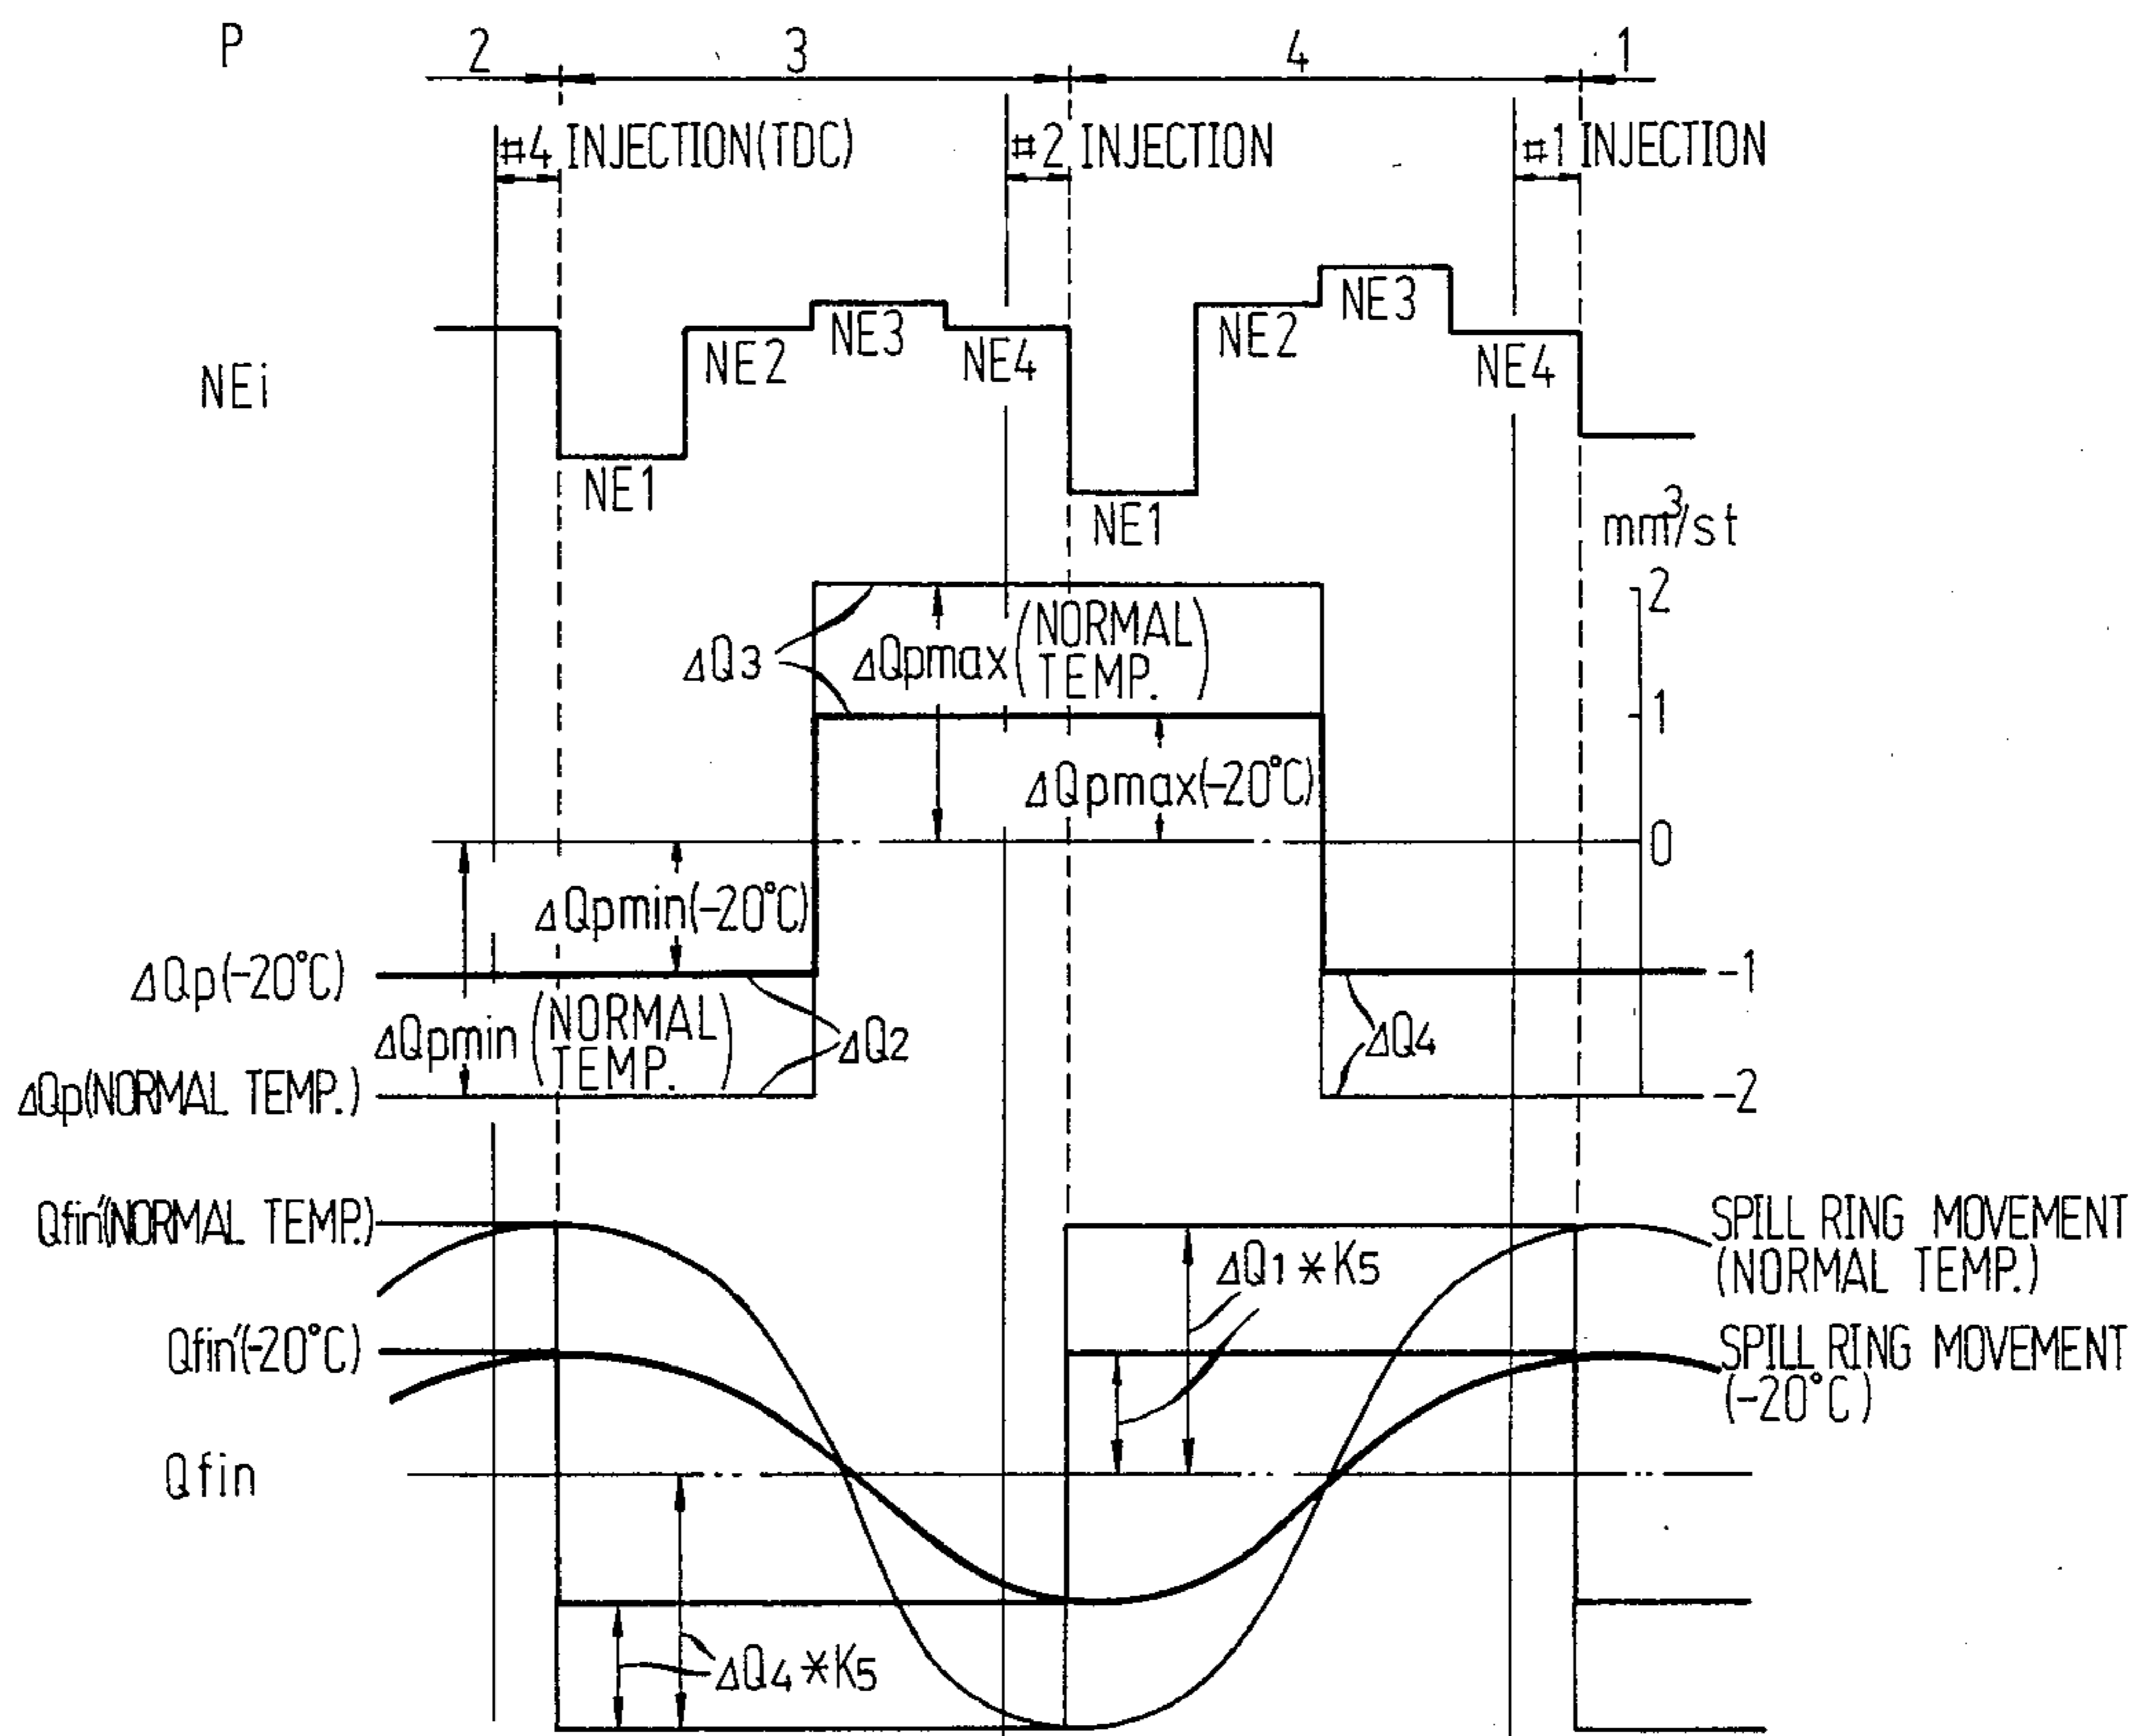 P 2 3 4 1
#4 INJECTION(TDC) #2 INJECTION #1 INJECTION
NEi
NE1 NE2 NE3 NE4 NE1 NE2 NE3 NE4
mm³/st
2
1
0
-1
-2
ΔQ3
ΔQpmax(NORMAL
TEMP.)
ΔQpmax(-20°C)
ΔQpmin(-20°C)
ΔQp(-20°C)
ΔQpmin(NORMAL
TEMP.)
ΔQ2
ΔQ4
ΔQp(NORMAL TEMP.)
Qfin'(NORMAL TEMP.)
SPILL RING MOVEMENT
(NORMAL TEMP.)
ΔQ1*K5
Qfin'(-20°C)
SPILL RING MOVEMENT
(-20°C)
Qfin
ΔQ4*K5